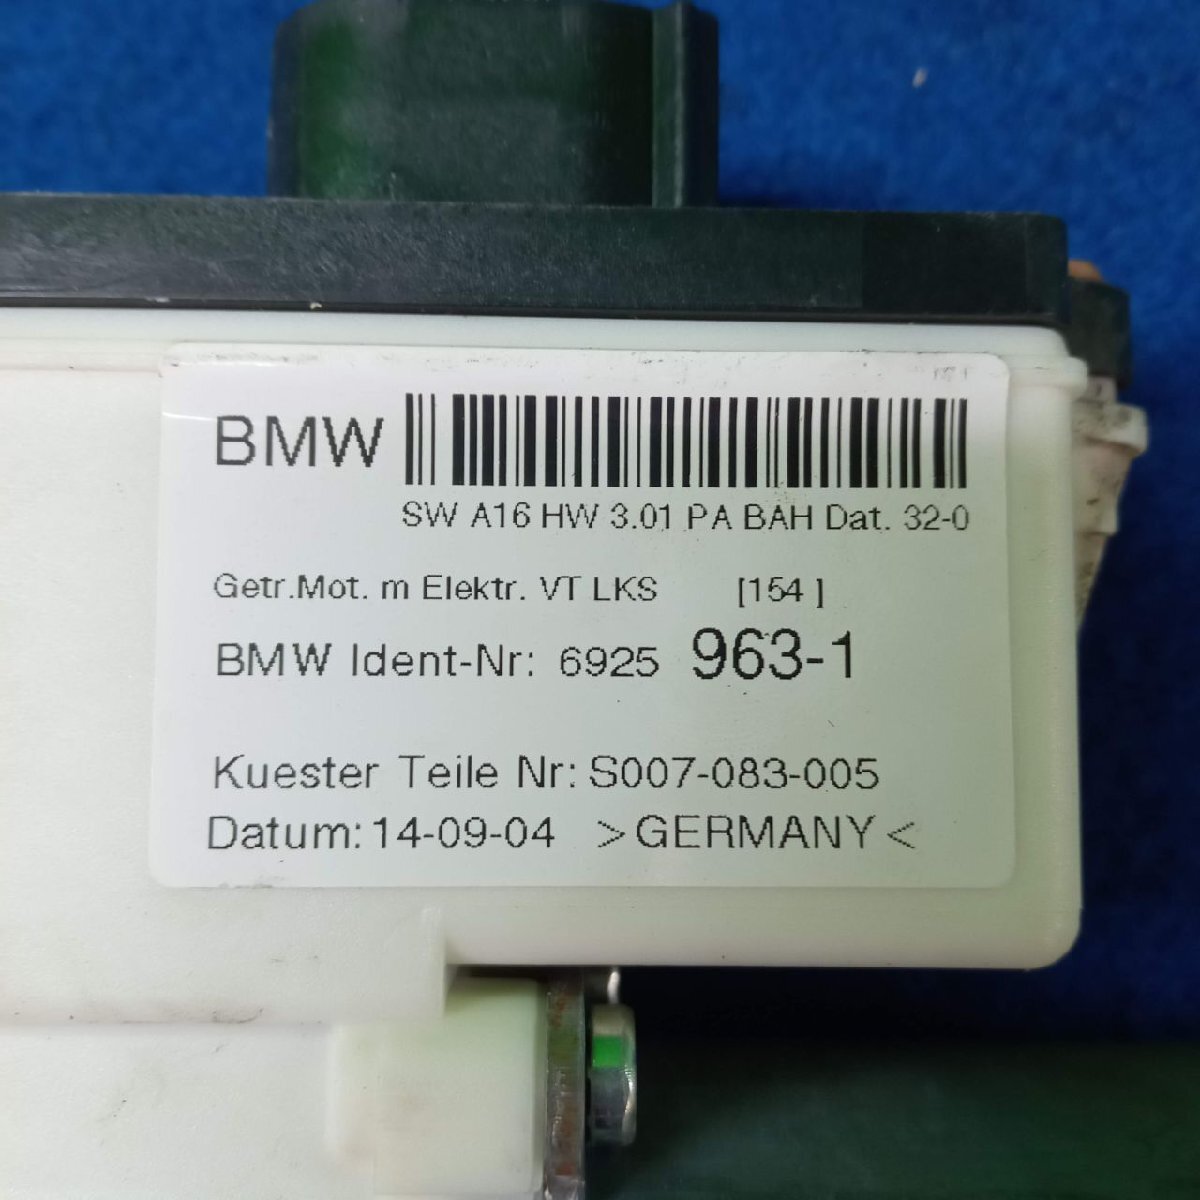 BMW
SW A16 HW 3.01 PA BAH Dat. 32-0
Getr.Mot. m Elektr. VT LKS [154 ]
BMW Ident-Nr: 6925 963-1
Kuester Teile Nr: S007-083-005
Datum: 14-09-04 >GERMANY<